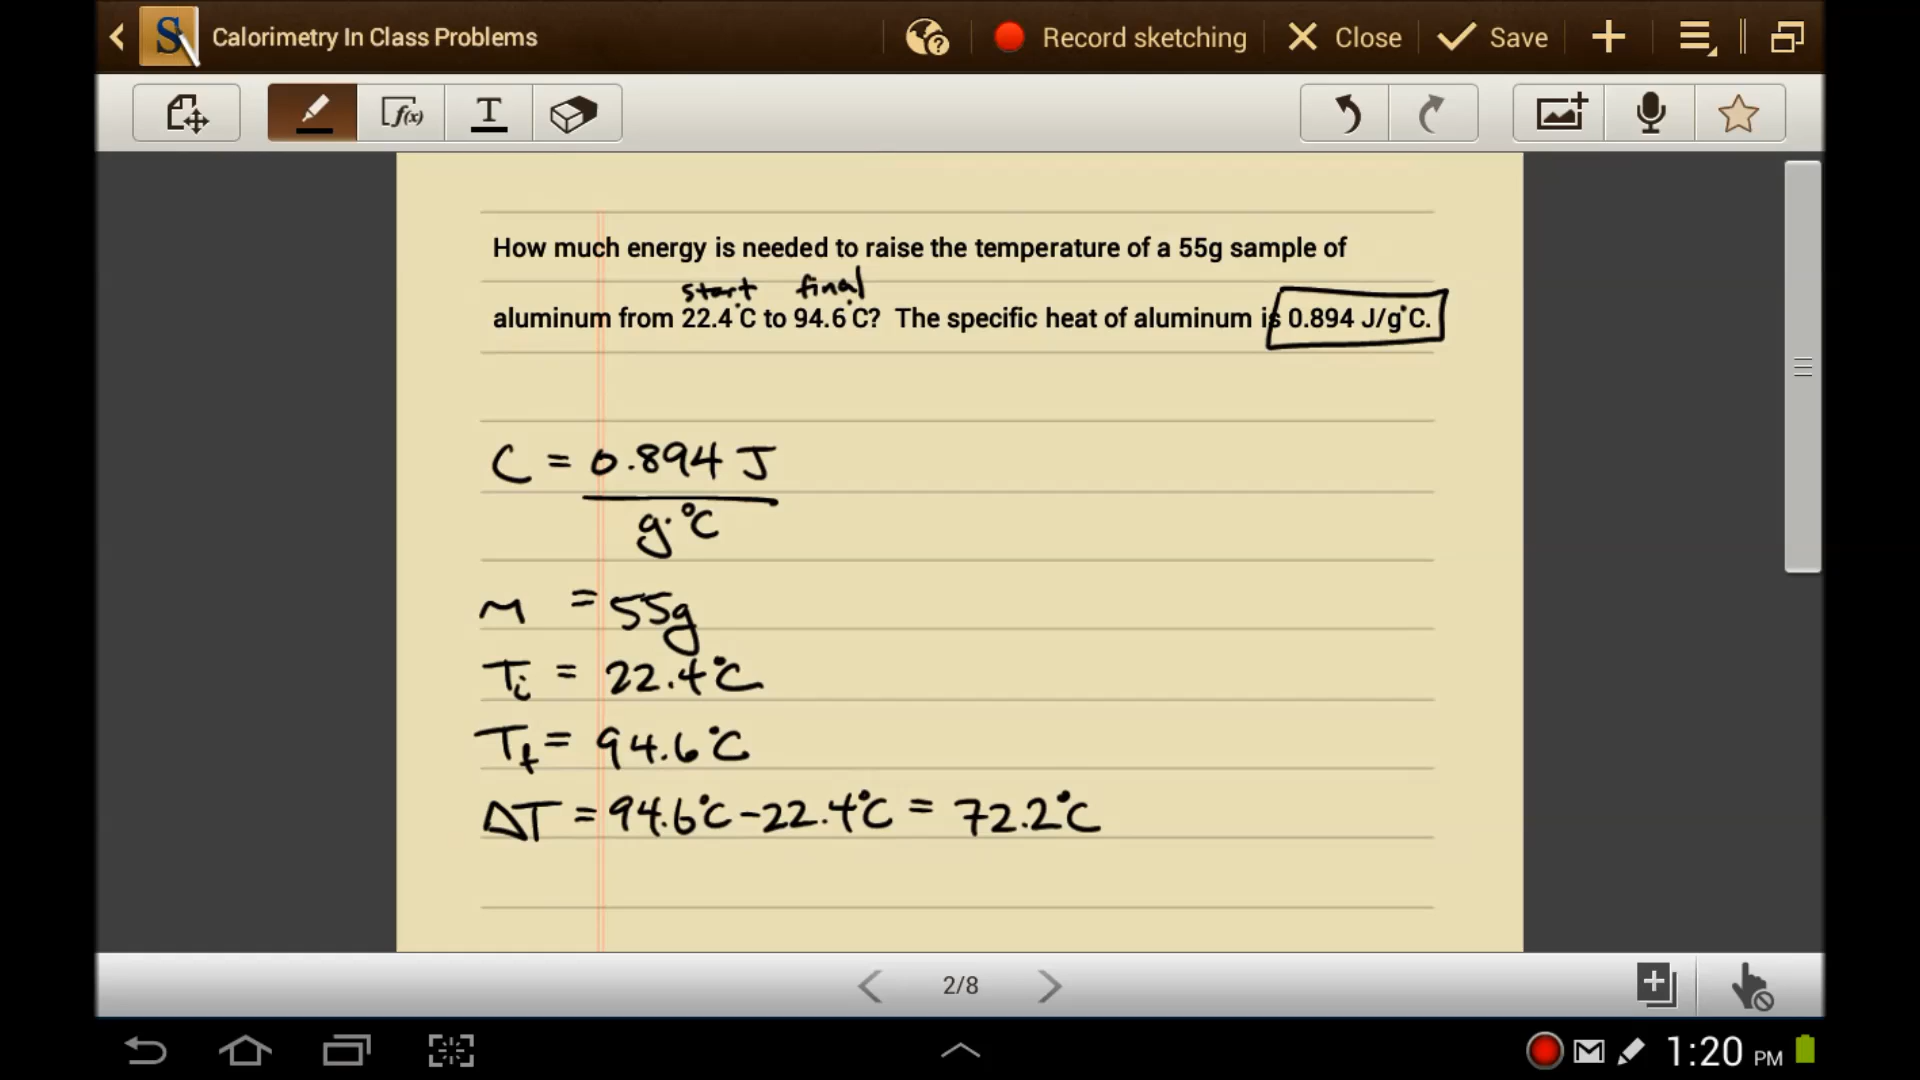 Calorimetry In Class Problems
Record sketching
Close
Save
f(x)
T
How much energy is needed to raise the temperature of a 55g sample of
start final
aluminum from 22.4°C to 94.6°C? The specific heat of aluminum is 0.894 J/g°C.
C = 0.894 J
g·°C
m = 55g
Ti = 22.4°C
Tf = 94.6°C
ΔT = 94.6°C - 22.4°C = 72.2°C
2/8
1:20 PM